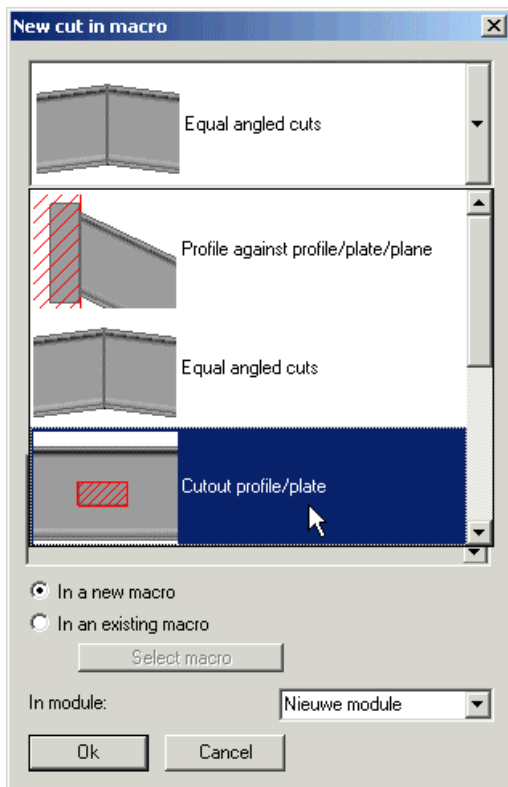 New cut in macro
Equal angled cuts
Profile against profile/plate/plane
Equal angled cuts
Cutout profile/plate
In a new macro
In an existing macro
Select macro
In module:
Nieuwe module
Ok
Cancel